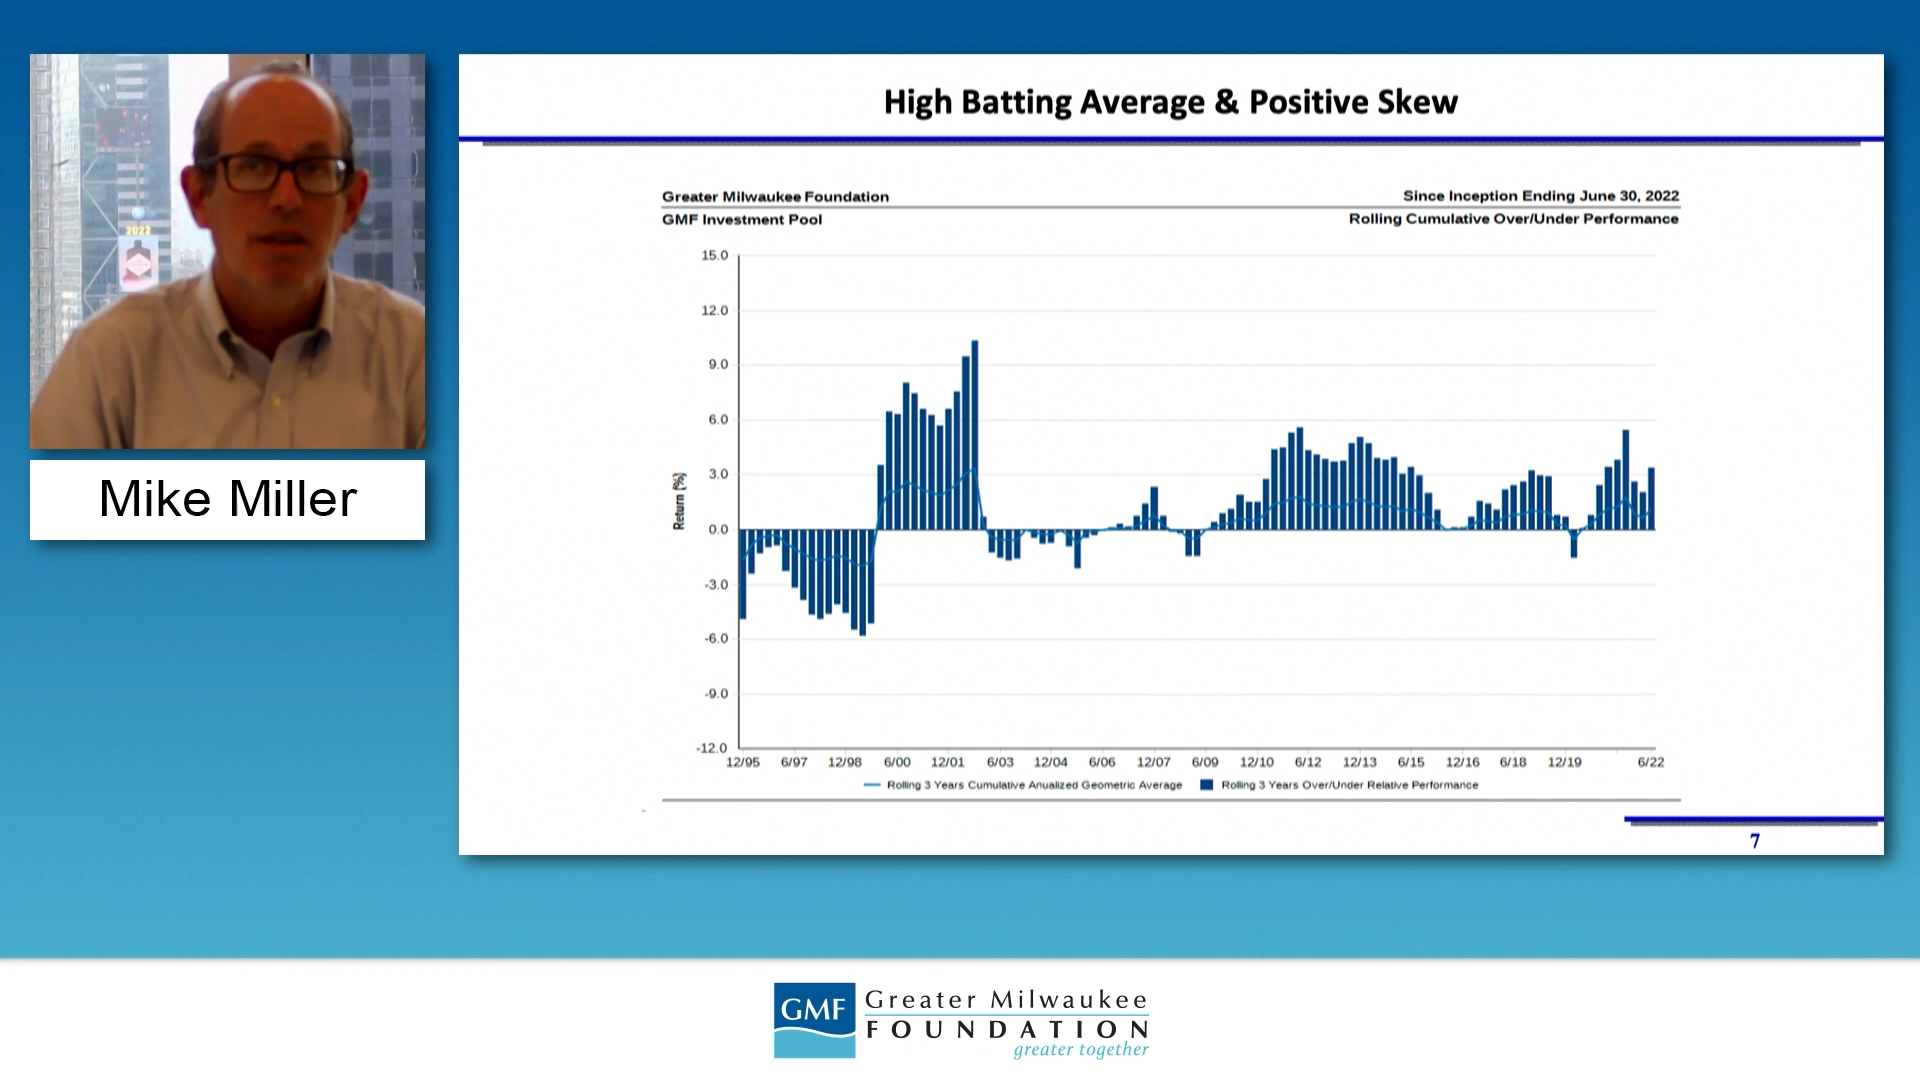 2022
Mike Miller
High Batting Average & Positive Skew
Greater Milwaukee Foundation
Since Inception Ending June 30, 2022
GMF Investment Pool
Rolling Cumulative Over/Under Performance
15.0
12.0
9.0
6.0
3.0
0.0
-3.0
-6.0
-9.0
-12.0
Return (%)
12/95 6/97 12/98 6/00 12/01 6/03 12/04 6/06 12/07 6/09 12/10 6/12 12/13 6/15 12/16 6/18 12/19 6/22
Rolling 3 Years Cumulative Anualized Geometric Average
Rolling 3 Years Over/Under Relative Performance
7
GMF
Greater Milwaukee
FOUNDATION
greater together